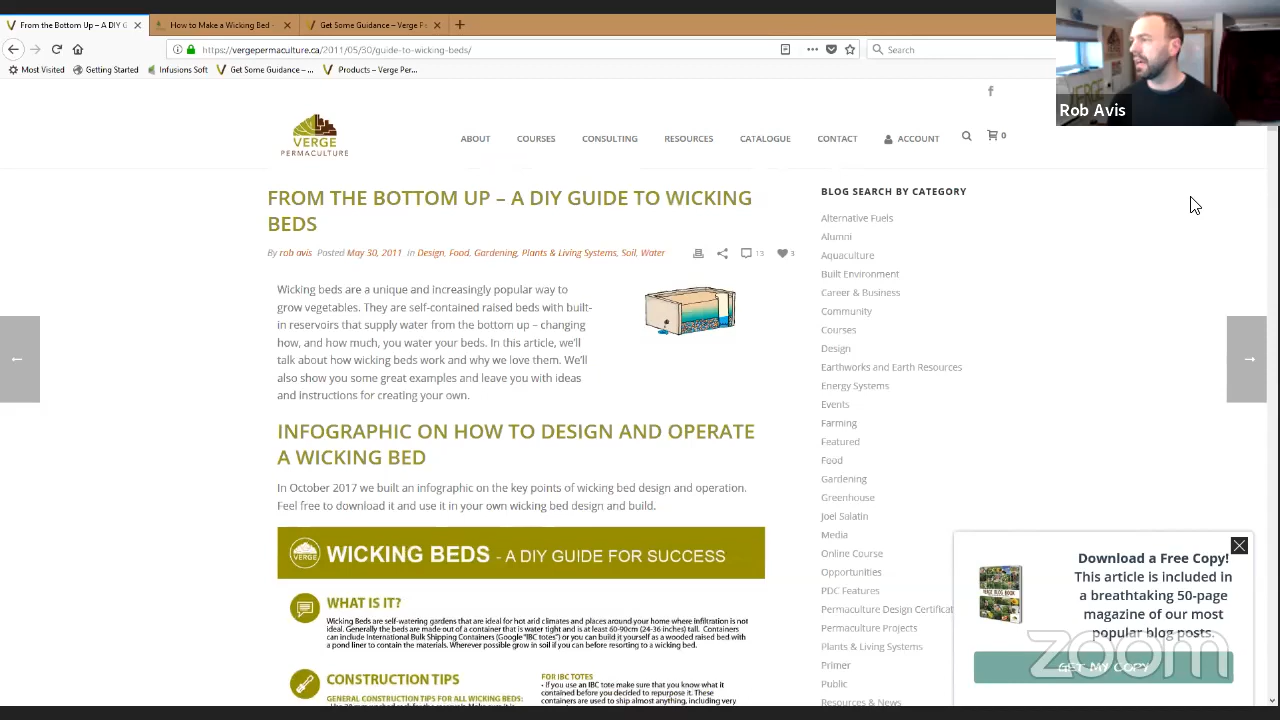 From the Bottom Up – A DIY G
How to Make a Wicking Bed -
Get Some Guidance – Verge Pe
https://vergepermaculture.ca/2011/05/30/guide-to-wicking-beds/
Search
Most Visited
Getting Started
Infusions Soft
Get Some Guidance –...
Products – Verge Per...
Rob Avis
VERGE
PERMACULTURE
ABOUT
COURSES
CONSULTING
RESOURCES
CATALOGUE
CONTACT
ACCOUNT
0
FROM THE BOTTOM UP – A DIY GUIDE TO WICKING
BEDS
By rob avis Posted May 30, 2011 in Design, Food, Gardening, Plants & Living Systems, Soil, Water
13
3
Wicking beds are a unique and increasingly popular way to
grow vegetables. They are self-contained raised beds with built-
in reservoirs that supply water from the bottom up – changing
how, and how much, you water your beds. In this article, we'll
talk about how wicking beds work and why we love them. We'll
also show you some great examples and leave you with ideas
and instructions for creating your own.
INFOGRAPHIC ON HOW TO DESIGN AND OPERATE
A WICKING BED
In October 2017 we built an infographic on the key points of wicking bed design and operation.
Feel free to download it and use it in your own wicking bed design and build.
VERGE
WICKING BEDS - A DIY GUIDE FOR SUCCESS
WHAT IS IT?
Wicking Beds are self-watering gardens that are ideal for hot arid climates and places around your home where infiltration is not
ideal. Generally the beds are made out of a container that is water tight and is at least 60-90cm (24-36 inches) tall. Containers
can include International Bulk Shipping Containers (Google "IBC totes") or you can build it yourself as a wooded raised bed with
a pond liner to contain the materials. Wherever possible grow in soil if you can before resorting to a wicking bed.
CONSTRUCTION TIPS
GENERAL CONSTRUCTION TIPS FOR ALL WICKING BEDS:
FOR IBC TOTES
• If you use an IBC tote make sure that you know what it
contained before you decided to repurpose it. These
containers are used to ship almost anything, including very
BLOG SEARCH BY CATEGORY
Alternative Fuels
Alumni
Aquaculture
Built Environment
Career & Business
Community
Courses
Design
Earthworks and Earth Resources
Energy Systems
Events
Farming
Featured
Food
Gardening
Greenhouse
Joel Salatin
Media
Online Course
Opportunities
PDC Features
Permaculture Design Certificat
Permaculture Projects
Plants & Living Systems
Primer
Public
Resources & News
Download a Free Copy!
This article is included in
a breathtaking 50-page
magazine of our most
popular blog posts.
GET MY COPY
zoom